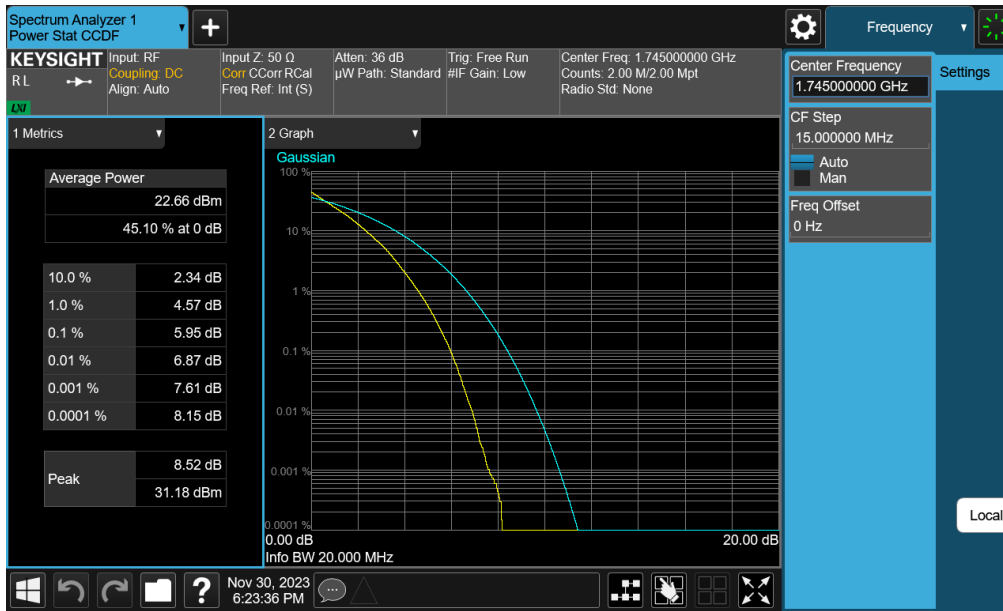 Spectrum Analyzer 1
Power Stat CCDF
+
Frequency
KEYSIGHT
R L
LXI
Input: RF
Coupling: DC
Align: Auto
Input Z: 50 Ω
Corr CCorr RCal
Freq Ref: Int (S)
Atten: 36 dB
µW Path: Standard
Trig: Free Run
#IF Gain: Low
Center Freq: 1.745000000 GHz
Counts: 2.00 M/2.00 Mpt
Radio Std: None
Center Frequency
1.745000000 GHz
Settings
CF Step
15.000000 MHz
Auto
Man
Freq Offset
0 Hz
Local
1 Metrics
Average Power
22.66 dBm
45.10 % at 0 dB
10.0 % 2.34 dB
1.0 % 4.57 dB
0.1 % 5.95 dB
0.01 % 6.87 dB
0.001 % 7.61 dB
0.0001 % 8.15 dB
Peak
8.52 dB
31.18 dBm
2 Graph
Gaussian
100 %
10 %
1 %
0.1 %
0.01 %
0.001 %
0.0001 %
0.00 dB
20.00 dB
Info BW 20.000 MHz
?
Nov 30, 2023
6:23:36 PM